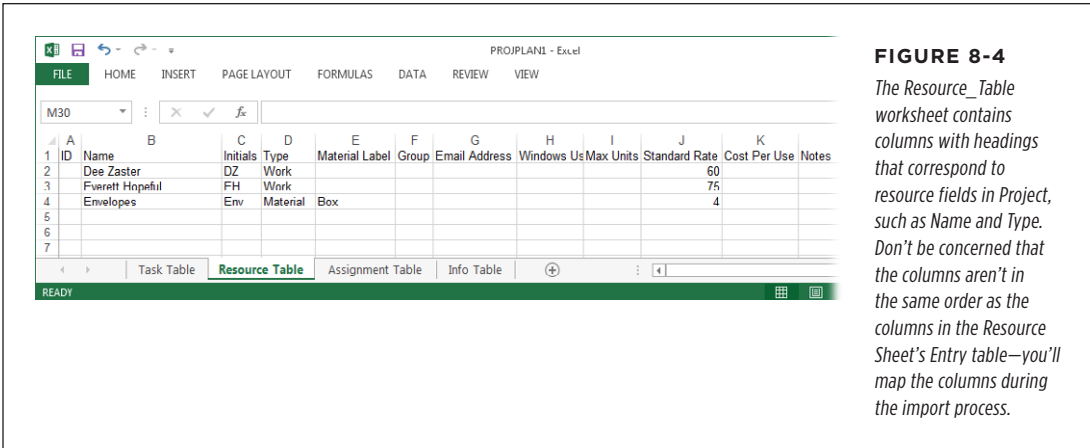 PROJPLAN1 - Excel
FILE HOME INSERT PAGE LAYOUT FORMULAS DATA REVIEW VIEW
M30 fx
A B C D E F G H I J K
1 ID Name Initials Type Material Label Group Email Address Windows Us Max Units Standard Rate Cost Per Use Notes
2 Dee Zaster DZ Work 60
3 Everett Hopeful EH Work 75
4 Envelopes Env Material Box 4
5
6
7
Task Table Resource Table Assignment Table Info Table
READY
FIGURE 8-4
The Resource_Table
worksheet contains
columns with headings
that correspond to
resource fields in Project,
such as Name and Type.
Don't be concerned that
the columns aren't in
the same order as the
columns in the Resource
Sheet's Entry table—you'll
map the columns during
the import process.